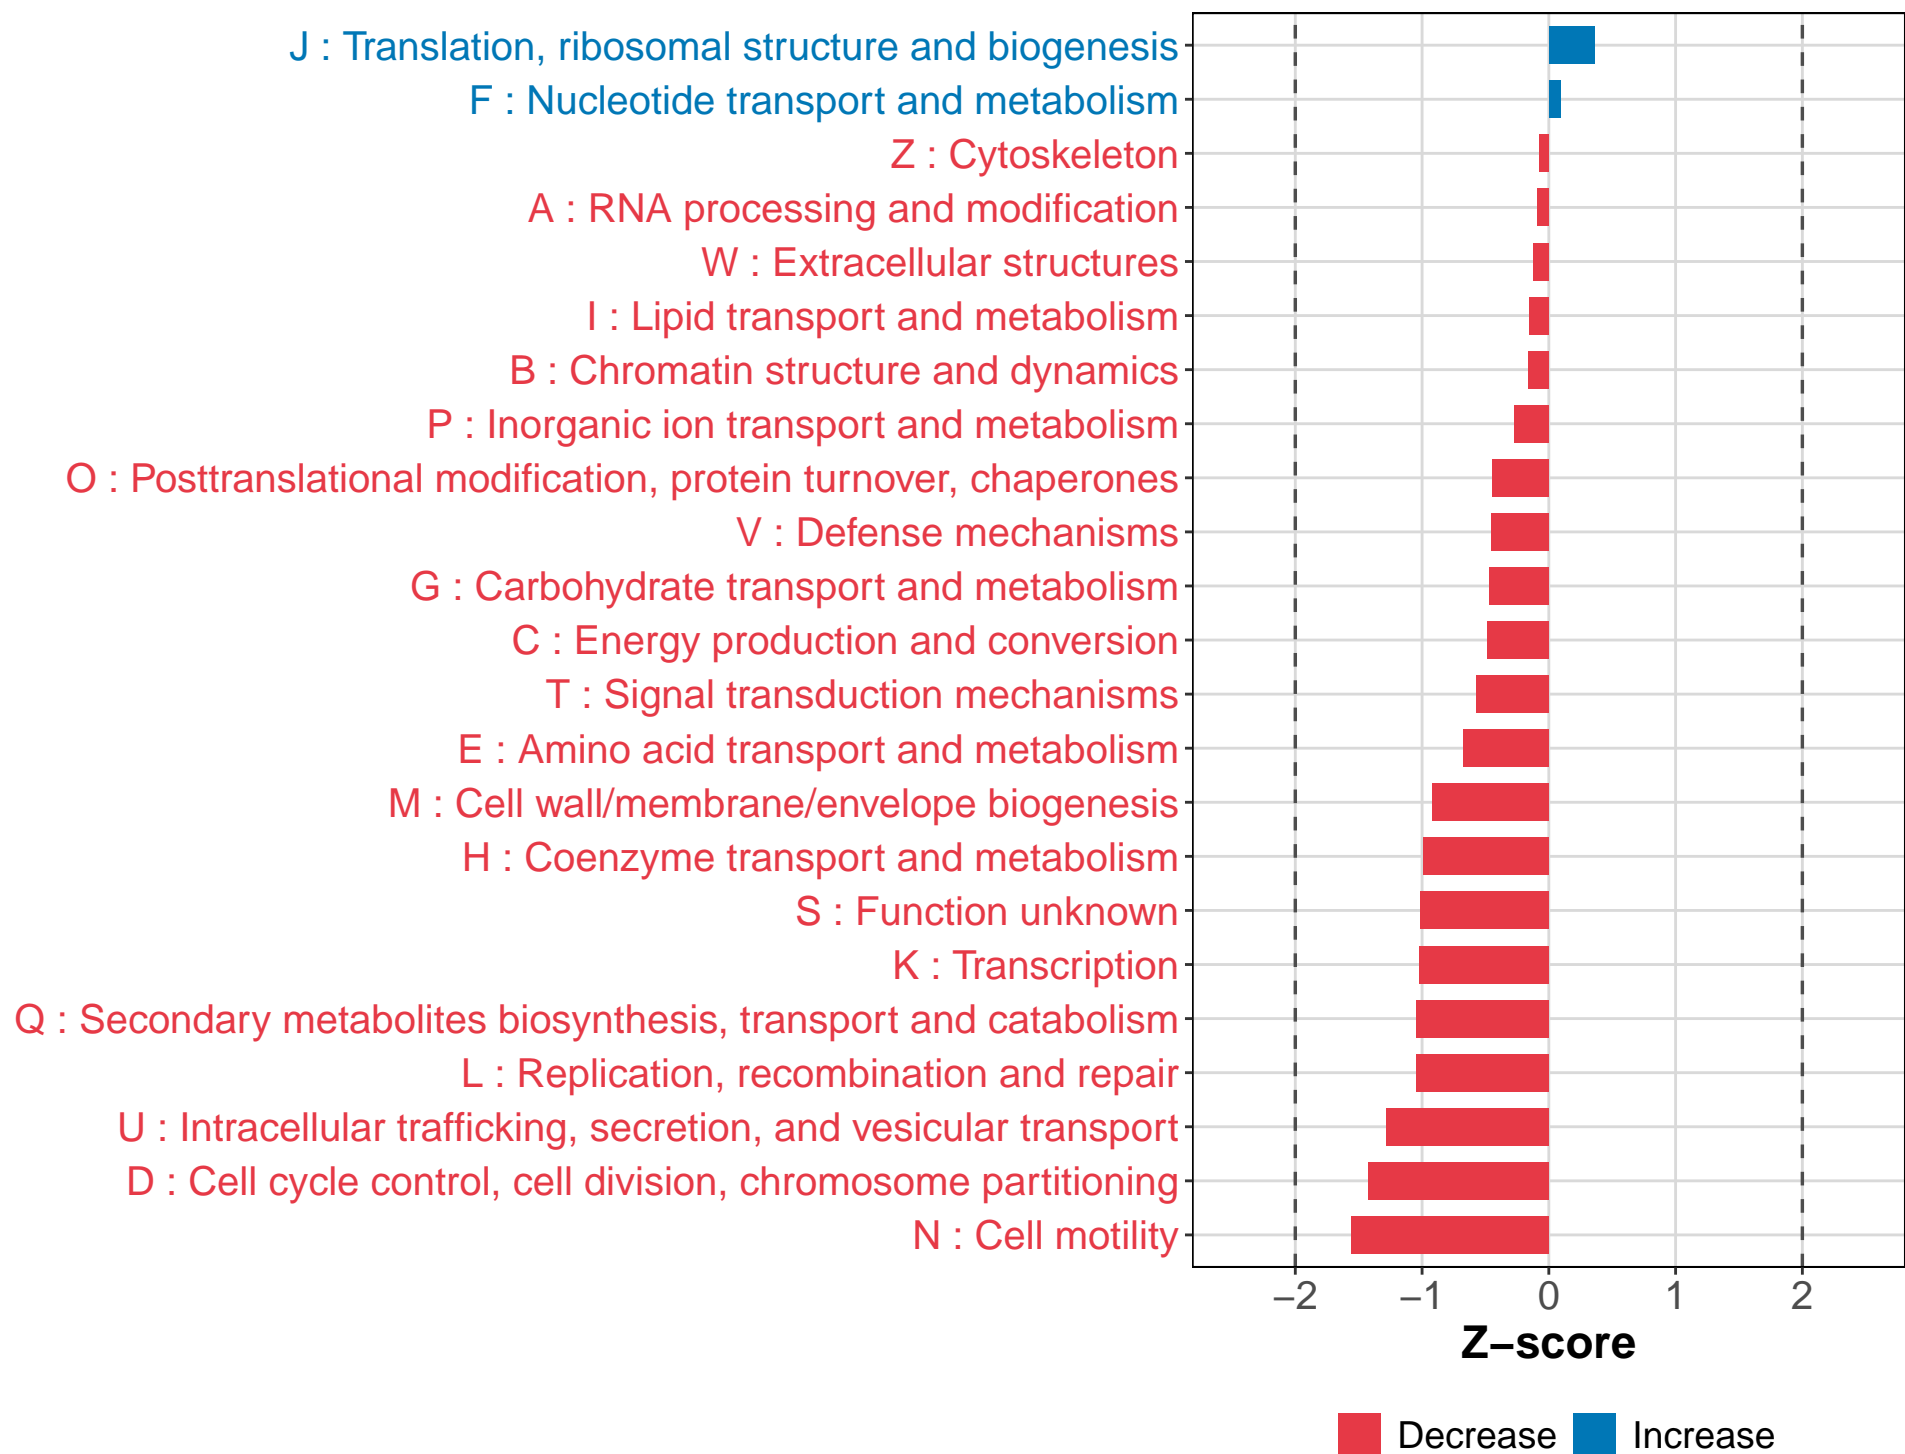 J : Translation, ribosomal structure and biogenesis
F : Nucleotide transport and metabolism
Z : Cytoskeleton
A : RNA processing and modification
W : Extracellular structures
I : Lipid transport and metabolism
B : Chromatin structure and dynamics
P : Inorganic ion transport and metabolism
O : Posttranslational modification, protein turnover, chaperones
V : Defense mechanisms
G : Carbohydrate transport and metabolism
C : Energy production and conversion
T : Signal transduction mechanisms
E : Amino acid transport and metabolism
M : Cell wall/membrane/envelope biogenesis
H : Coenzyme transport and metabolism
S : Function unknown
K : Transcription
Q : Secondary metabolites biosynthesis, transport and catabolism
L : Replication, recombination and repair
U : Intracellular trafficking, secretion, and vesicular transport
D : Cell cycle control, cell division, chromosome partitioning
N : Cell motility
−2 −1 0 1 2
Z−score
Decrease Increase